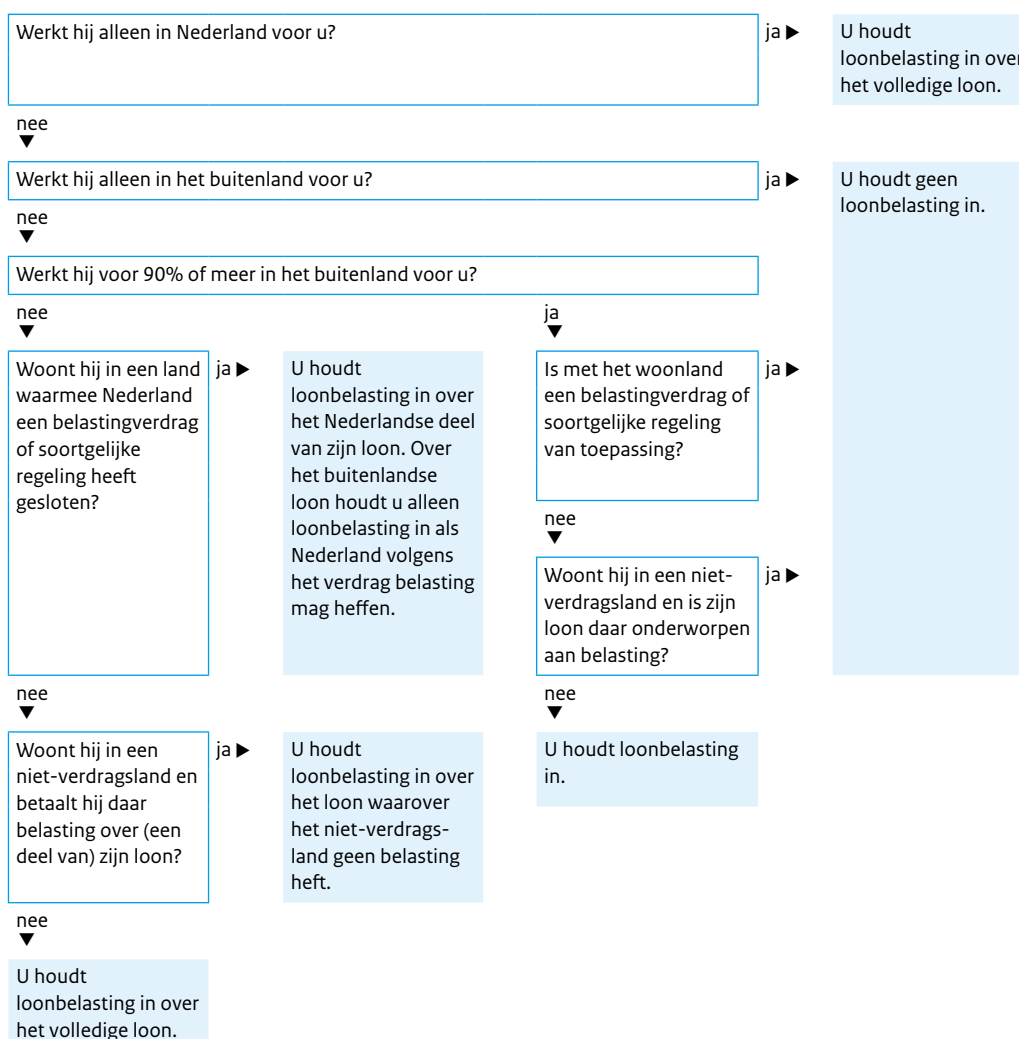 Werkt hij alleen in Nederland voor u?
ja ▶
U houdt
loonbelasting in over
het volledige loon.
nee
▼
Werkt hij alleen in het buitenland voor u?
ja ▶
U houdt geen
loonbelasting in.
nee
▼
Werkt hij voor 90% of meer in het buitenland voor u?
nee
▼
ja
▼
Woont hij in een land
waarmee Nederland
een belastingverdrag
of soortgelijke
regeling heeft
gesloten?
ja ▶
U houdt
loonbelasting in over
het Nederlandse deel
van zijn loon. Over
het buitenlandse
loon houdt u alleen
loonbelasting in als
Nederland volgens
het verdrag belasting
mag heffen.
Is met het woonland
een belastingverdrag of
soortgelijke regeling
van toepassing?
ja ▶
nee
▼
Woont hij in een niet-
verdragsland en is zijn
loon daar onderworpen
aan belasting?
ja ▶
nee
▼
nee
▼
Woont hij in een
niet-verdragsland en
betaalt hij daar
belasting over (een
deel van) zijn loon?
ja ▶
U houdt
loonbelasting in over
het loon waarover
het niet-verdrags-
land geen belasting
heft.
U houdt loonbelasting
in.
nee
▼
U houdt
loonbelasting in over
het volledige loon.